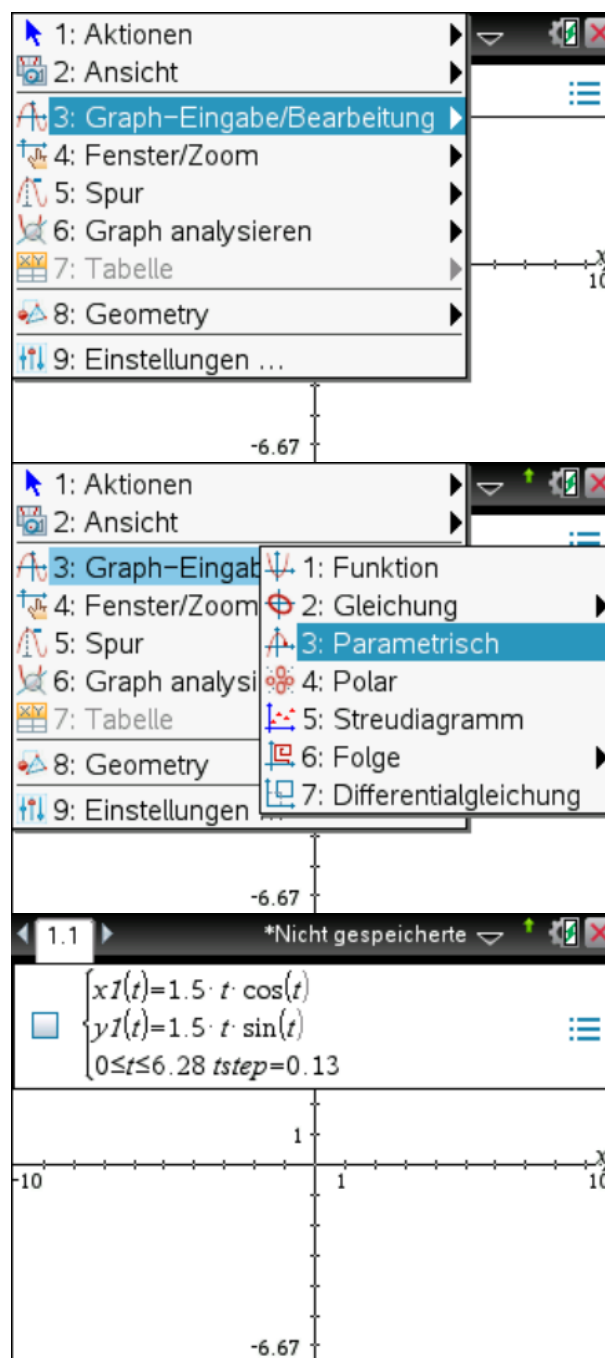 1: Aktionen
2: Ansicht
3: Graph-Eingabe/Bearbeitung
4: Fenster/Zoom
5: Spur
6: Graph analysieren
7: Tabelle
8: Geometry
9: Einstellungen ...
x
10
-6.67
1: Aktionen
2: Ansicht
3: Graph-Eingab
4: Fenster/Zoom
5: Spur
6: Graph analysi
7: Tabelle
8: Geometry
9: Einstellungen ...
1: Funktion
2: Gleichung
3: Parametrisch
4: Polar
5: Streudiagramm
6: Folge
7: Differentialgleichung
-6.67
1.1 *Nicht gespeicherte
x1(t)=1.5·t·cos(t)
y1(t)=1.5·t·sin(t)
0≤t≤6.28 tstep=0.13
1
x
-10 1 10
-6.67